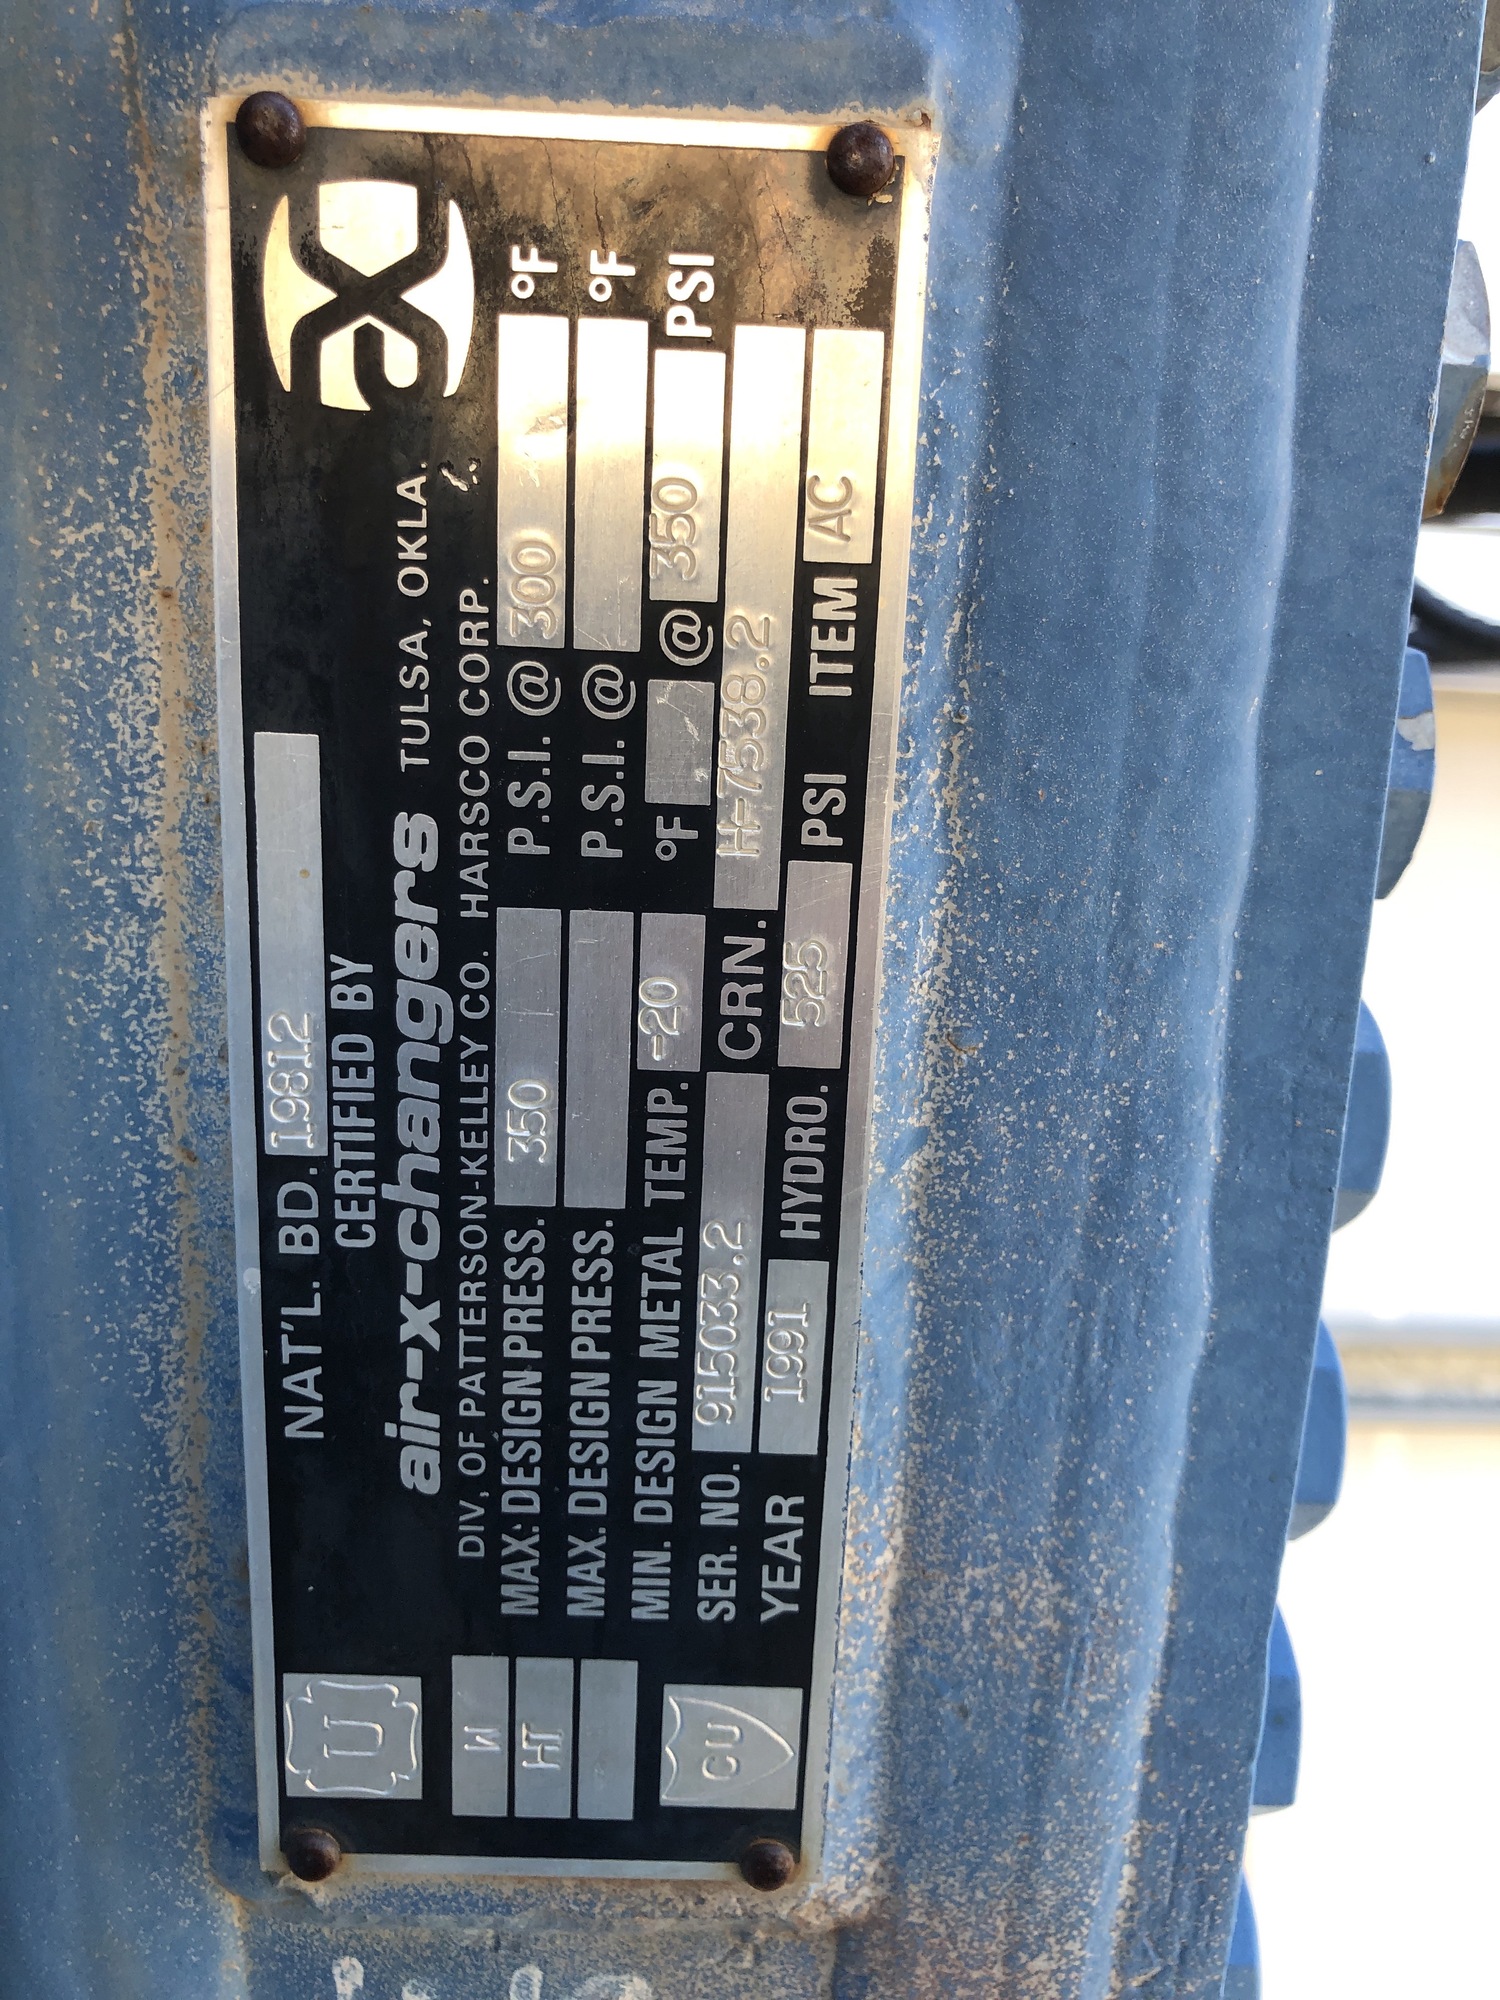 NAT'L. BD. 19812
CERTIFIED BY
air-x-changers TULSA, OKLA.
DIV. OF PATTERSON-KELLEY CO. HARSCO CORP.
MAX. DESIGN PRESS. 350 P.S.I. @ 300 °F
MAX. DESIGN PRESS. P.S.I. @ °F
MIN. DESIGN METAL TEMP. -20 °F @ 350 PSI
SER. NO. 915033.2 CRN. H-7538.2
YEAR 1991 HYDRO. 525 PSI ITEM AC
U
W
HT
CU